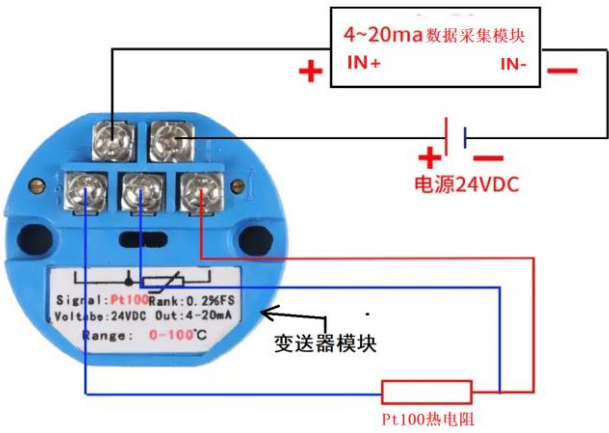 4~20ma数据采集模块
IN+ IN-
+ —
+ —
电源24VDC
Signal:Pt100 Rank:0.2%FS
Voltabe:24VDC Out:4-20mA
Range: 0-100℃
变送器模块
Pt100热电阻